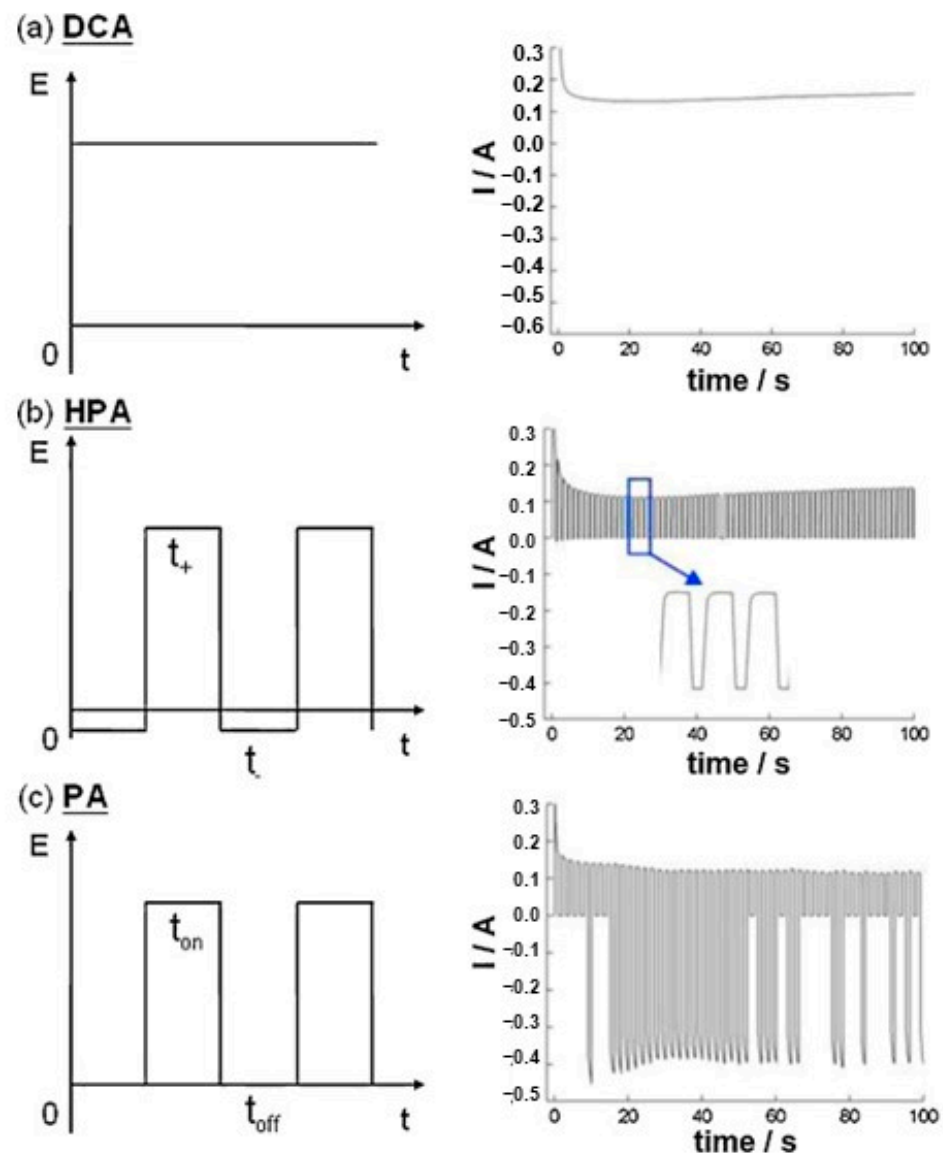 (a) DCA
E
0
t
I / A
0.3
0.2
0.1
0.0
−0.1
−0.2
−0.3
−0.4
−0.5
−0.6
0 20 40 60 80 100
time / s
(b) HPA
E
t+
0
t-
t
I / A
0.3
0.2
0.1
0.0
−0.1
−0.2
−0.3
−0.4
−0.5
0 20 40 60 80 100
time / s
(c) PA
E
ton
0
toff
t
I / A
0.3
0.2
0.1
0.0
−0.1
−0.2
−0.3
−0.4
−0.5
0 20 40 60 80 100
time / s